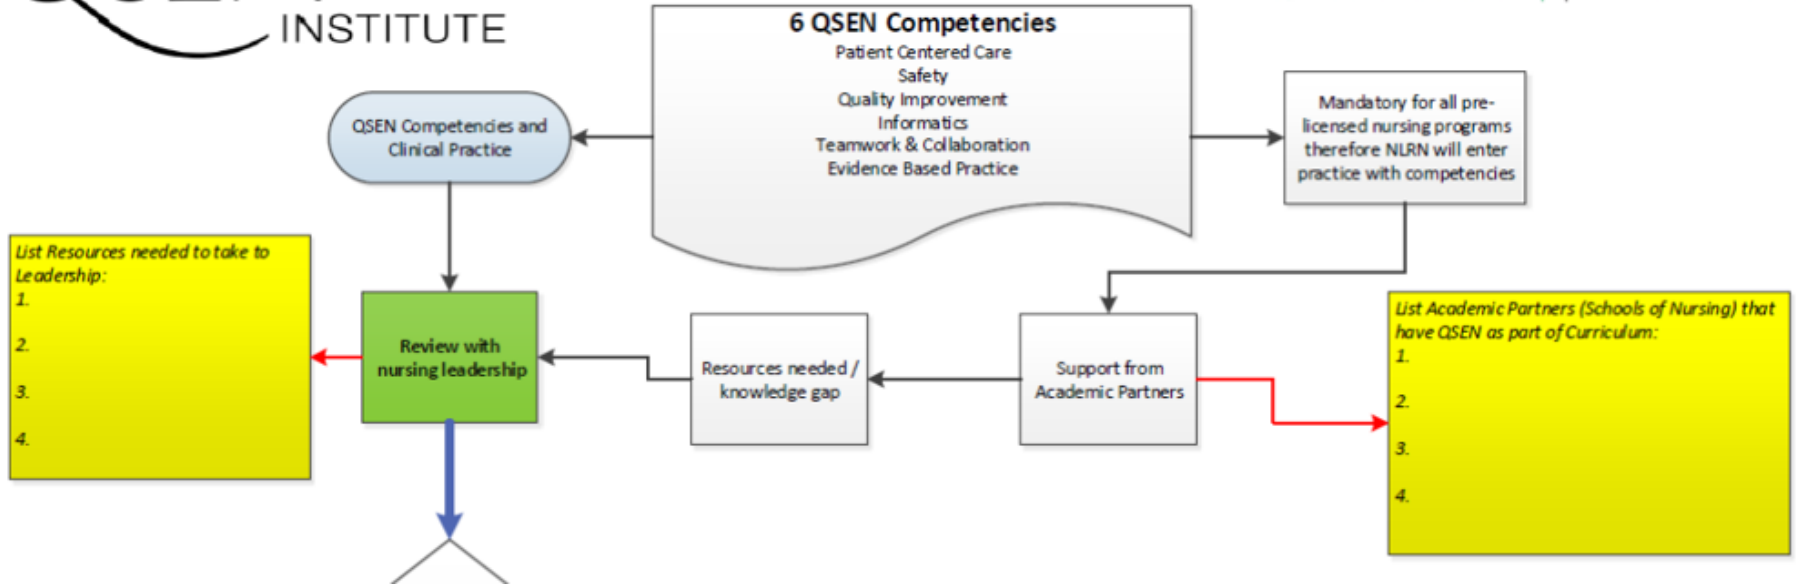 INSTITUTE
6 QSEN Competencies
Patient Centered Care
Safety
Quality Improvement
Informatics
Teamwork & Collaboration
Evidence Based Practice
QSEN Competencies and
Clinical Practice
Mandatory for all pre-
licensed nursing programs
therefore NLRN will enter
practice with competencies
List Resources needed to take to
Leadership:
1.
2.
3.
4.
Review with
nursing leadership
Resources needed /
knowledge gap
Support from
Academic Partners
List Academic Partners (Schools of Nursing) that
have QSEN as part of Curriculum:
1.
2.
3.
4.